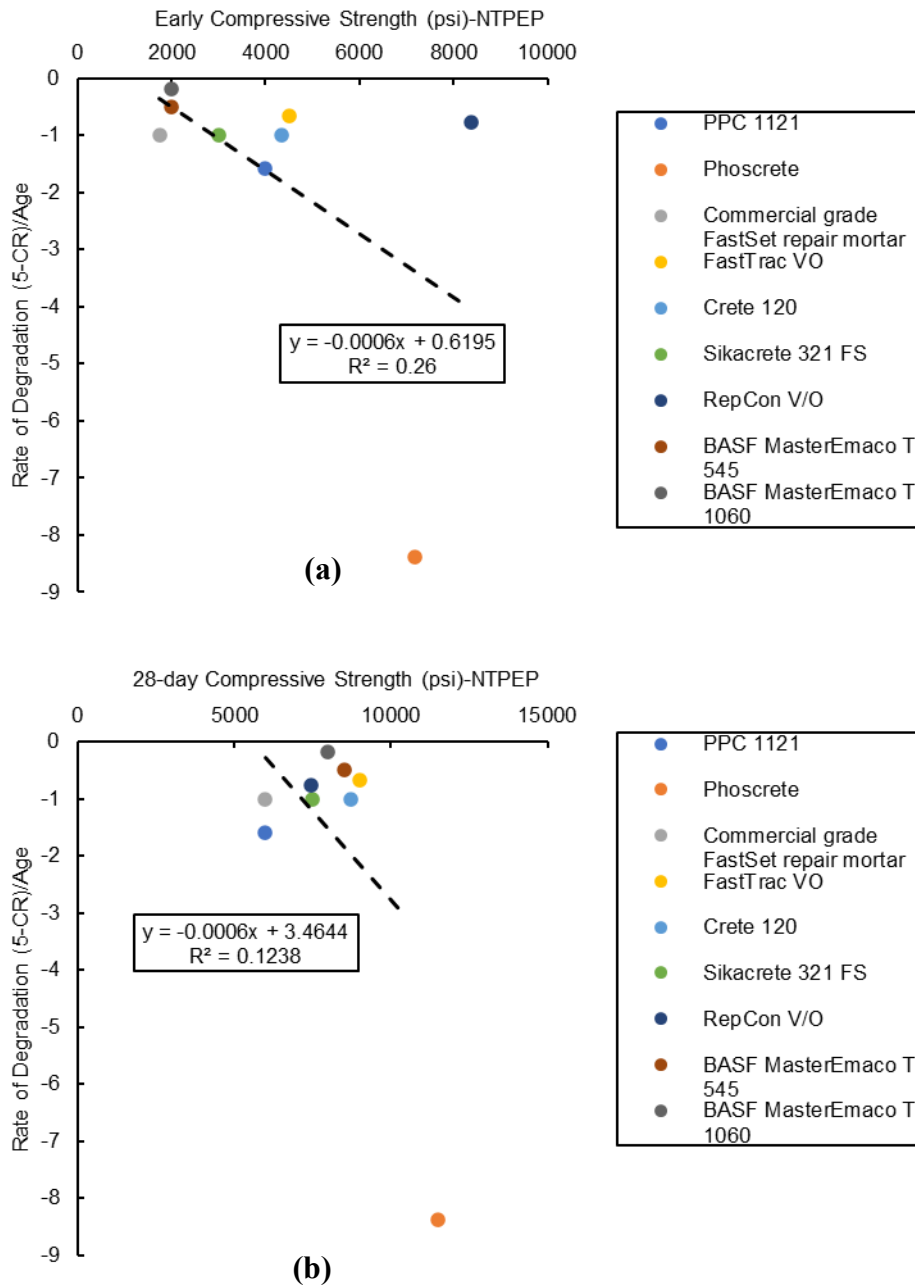 Early Compressive Strength (psi)-NTPEP
0 2000 4000 6000 8000 10000
0
-1
-2
-3
-4
-5
-6
-7
-8
-9
Rate of Degradation (5-CR)/Age
y = -0.0006x + 0.6195
R² = 0.26
(a)
PPC 1121
Phoscrete
Commercial grade
FastSet repair mortar
FastTrac VO
Crete 120
Sikacrete 321 FS
RepCon V/O
BASF MasterEmaco T
545
BASF MasterEmaco T
1060
28-day Compressive Strength (psi)-NTPEP
0 5000 10000 15000
0
-1
-2
-3
-4
-5
-6
-7
-8
-9
Rate of Degradation (5-CR)/Age
y = -0.0006x + 3.4644
R² = 0.1238
(b)
PPC 1121
Phoscrete
Commercial grade
FastSet repair mortar
FastTrac VO
Crete 120
Sikacrete 321 FS
RepCon V/O
BASF MasterEmaco T
545
BASF MasterEmaco T
1060